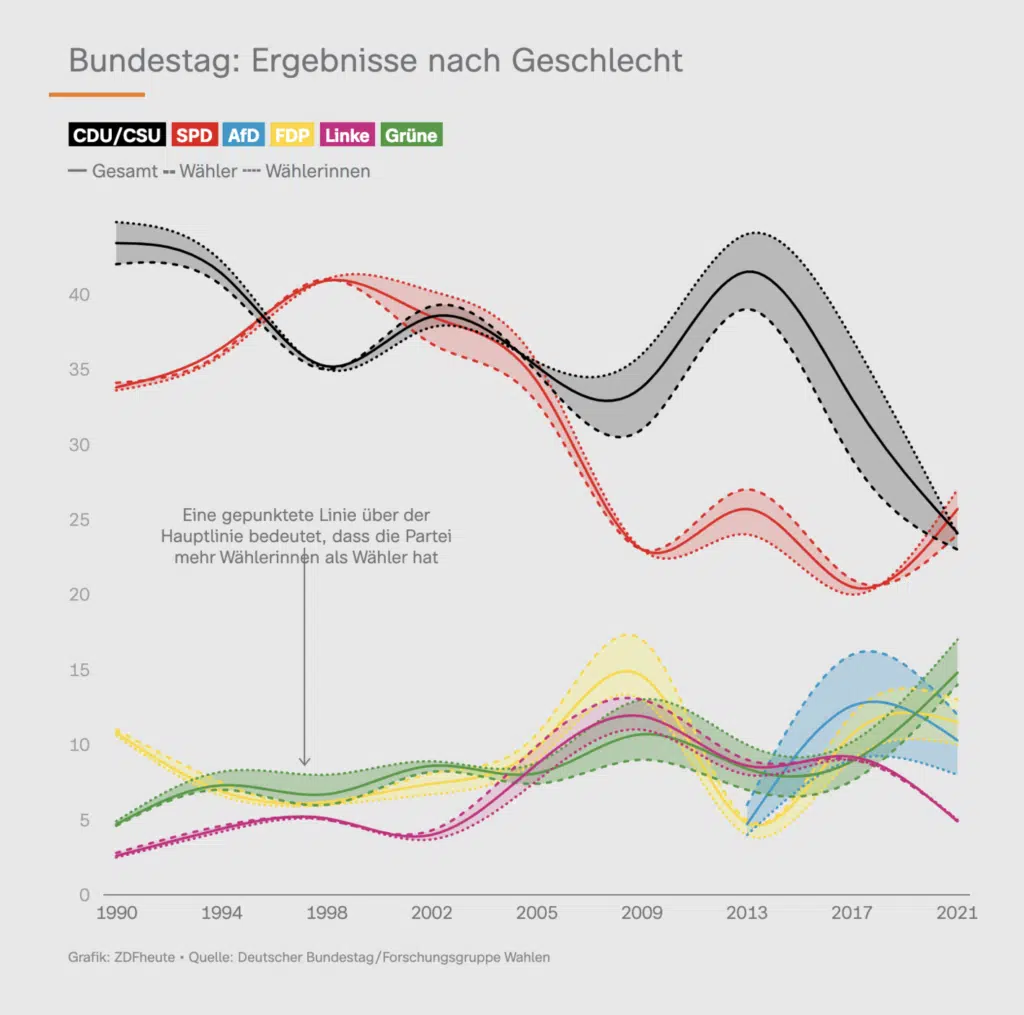 Bundestag: Ergebnisse nach Geschlecht
CDU/CSU SPD AfD FDP Linke Grüne
Gesamt Wähler Wählerinnen
40
35
30
25
20
15
10
5
0
Eine gepunktete Linie über der
Hauptlinie bedeutet, dass die Partei
mehr Wählerinnen als Wähler hat
1990 1994 1998 2002 2005 2009 2013 2017 2021
Grafik: ZDFheute • Quelle: Deutscher Bundestag/Forschungsgruppe Wahlen